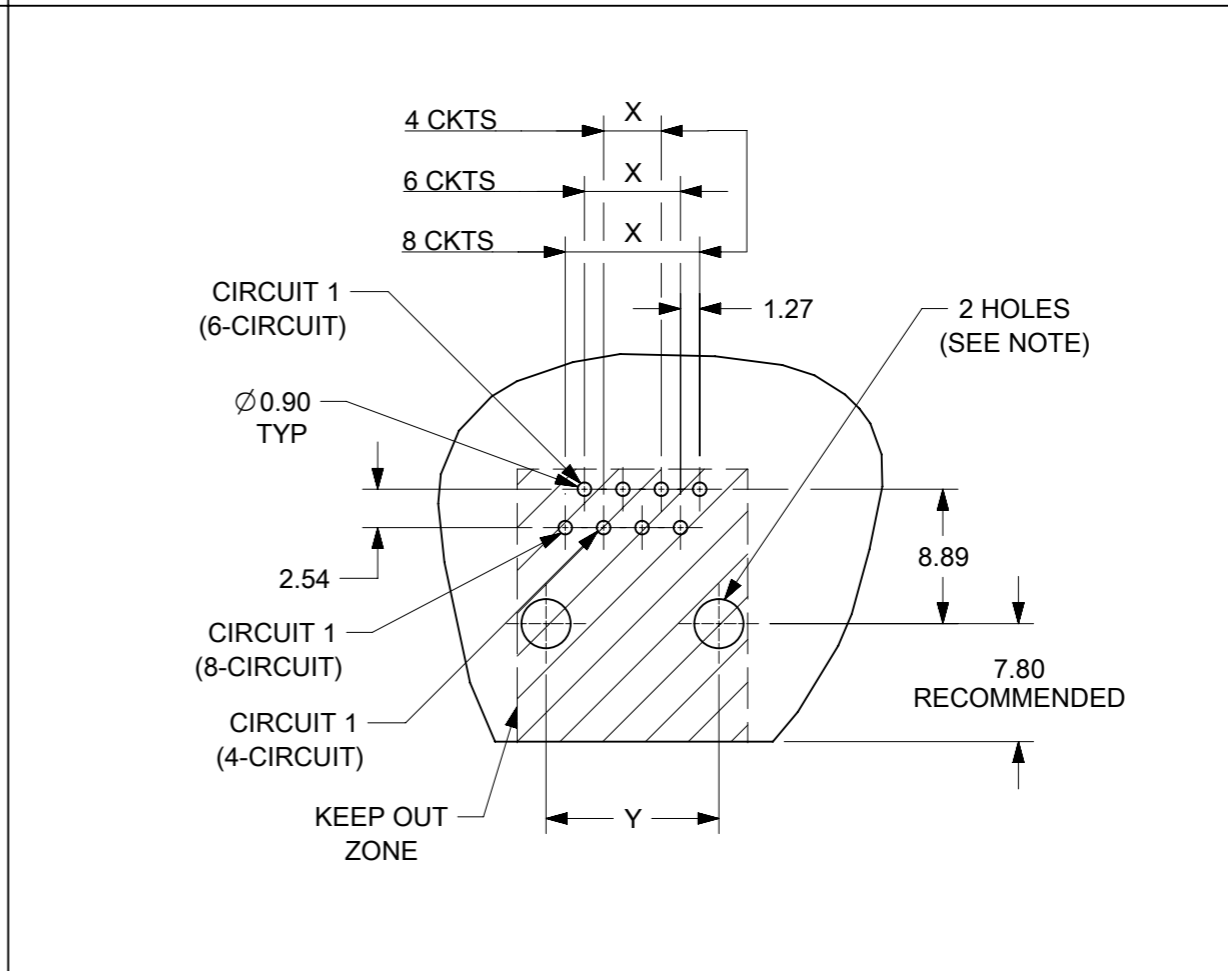 4 CKTS
X
6 CKTS
X
8 CKTS
X
CIRCUIT 1
(6-CIRCUIT)
1.27
2 HOLES
(SEE NOTE)
∅0.90
TYP
2.54
8.89
CIRCUIT 1
(8-CIRCUIT)
7.80
RECOMMENDED
CIRCUIT 1
(4-CIRCUIT)
KEEP OUT
ZONE
Y